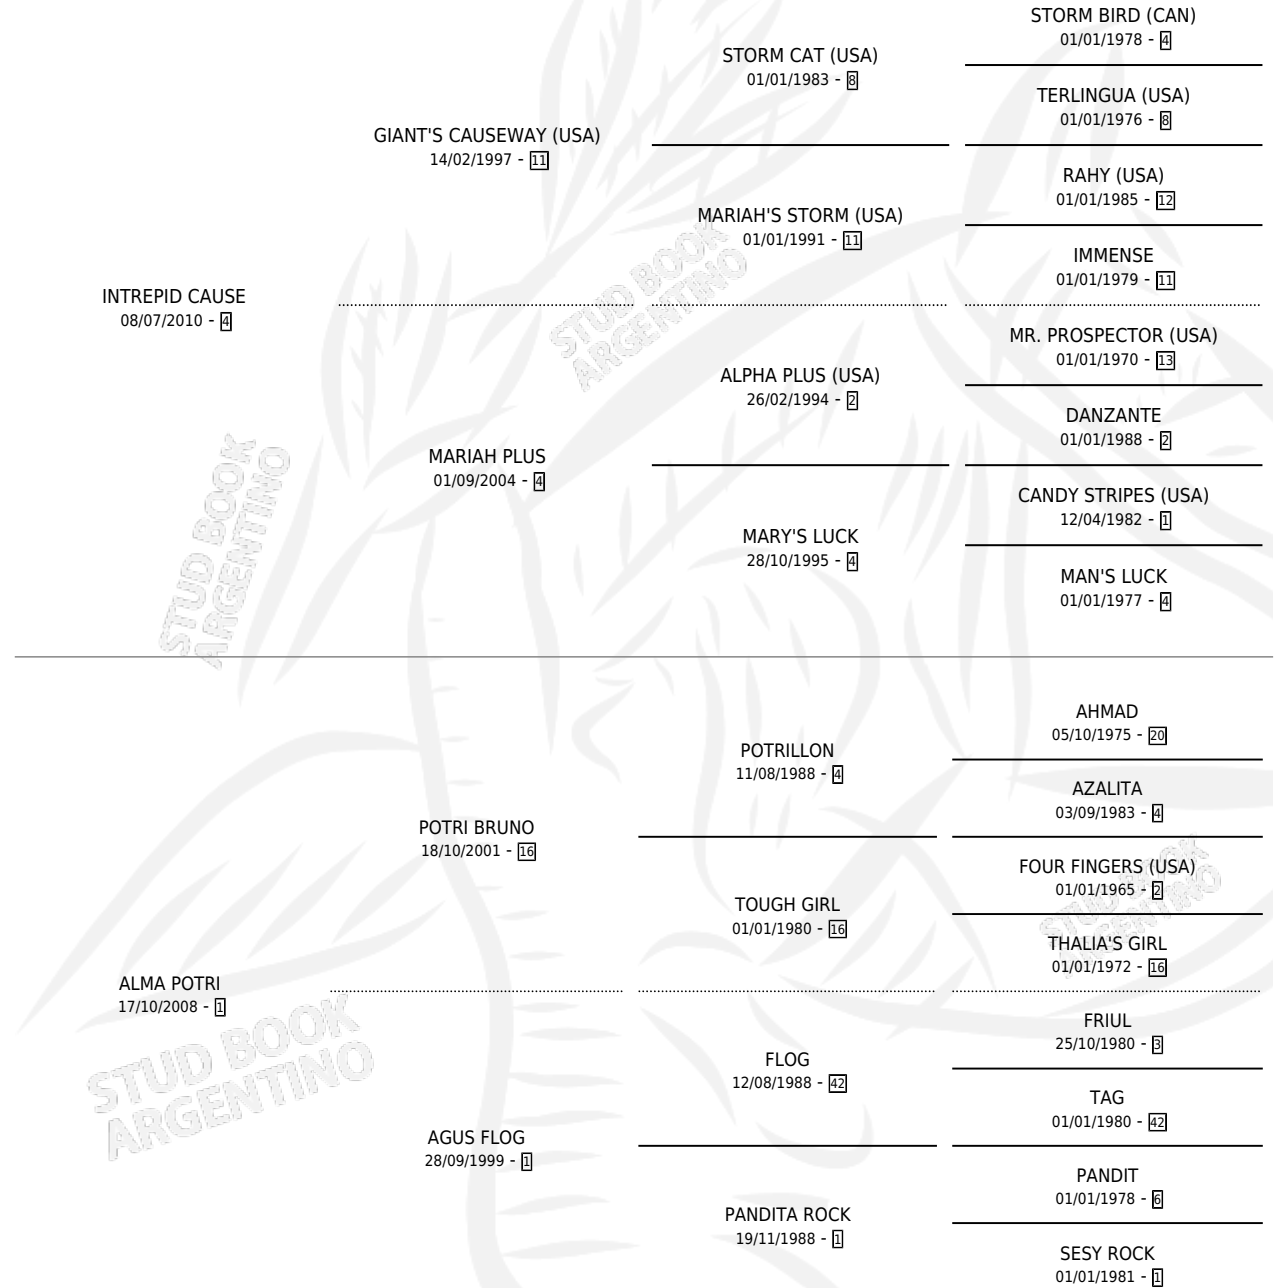 STORM BIRD (CAN)
01/01/1978 - 4
STORM CAT (USA)
01/01/1983 - 8
TERLINGUA (USA)
01/01/1976 - 8
GIANT'S CAUSEWAY (USA)
14/02/1997 - 11
RAHY (USA)
01/01/1985 - 12
MARIAH'S STORM (USA)
01/01/1991 - 11
IMMENSE
01/01/1979 - 11
INTREPID CAUSE
08/07/2010 - 4
MR. PROSPECTOR (USA)
01/01/1970 - 13
ALPHA PLUS (USA)
26/02/1994 - 2
DANZANTE
01/01/1988 - 2
MARIAH PLUS
01/09/2004 - 4
CANDY STRIPES (USA)
12/04/1982 - 1
MARY'S LUCK
28/10/1995 - 4
MAN'S LUCK
01/01/1977 - 4
AHMAD
05/10/1975 - 20
POTRILLON
11/08/1988 - 4
AZALITA
03/09/1983 - 4
POTRI BRUNO
18/10/2001 - 16
FOUR FINGERS (USA)
01/01/1965 - 2
TOUGH GIRL
01/01/1980 - 16
THALIA'S GIRL
01/01/1972 - 16
ALMA POTRI
17/10/2008 - 1
FRIUL
25/10/1980 - 3
FLOG
12/08/1988 - 42
TAG
01/01/1980 - 42
AGUS FLOG
28/09/1999 - 1
PANDIT
01/01/1978 - 6
PANDITA ROCK
19/11/1988 - 1
SESY ROCK
01/01/1981 - 1
STUD BOOK
ARGENTINO
STUD BOOK
ARGENTINO
STUD BOOK
ARGENTINO
STUD BOOK
ARGENTINO